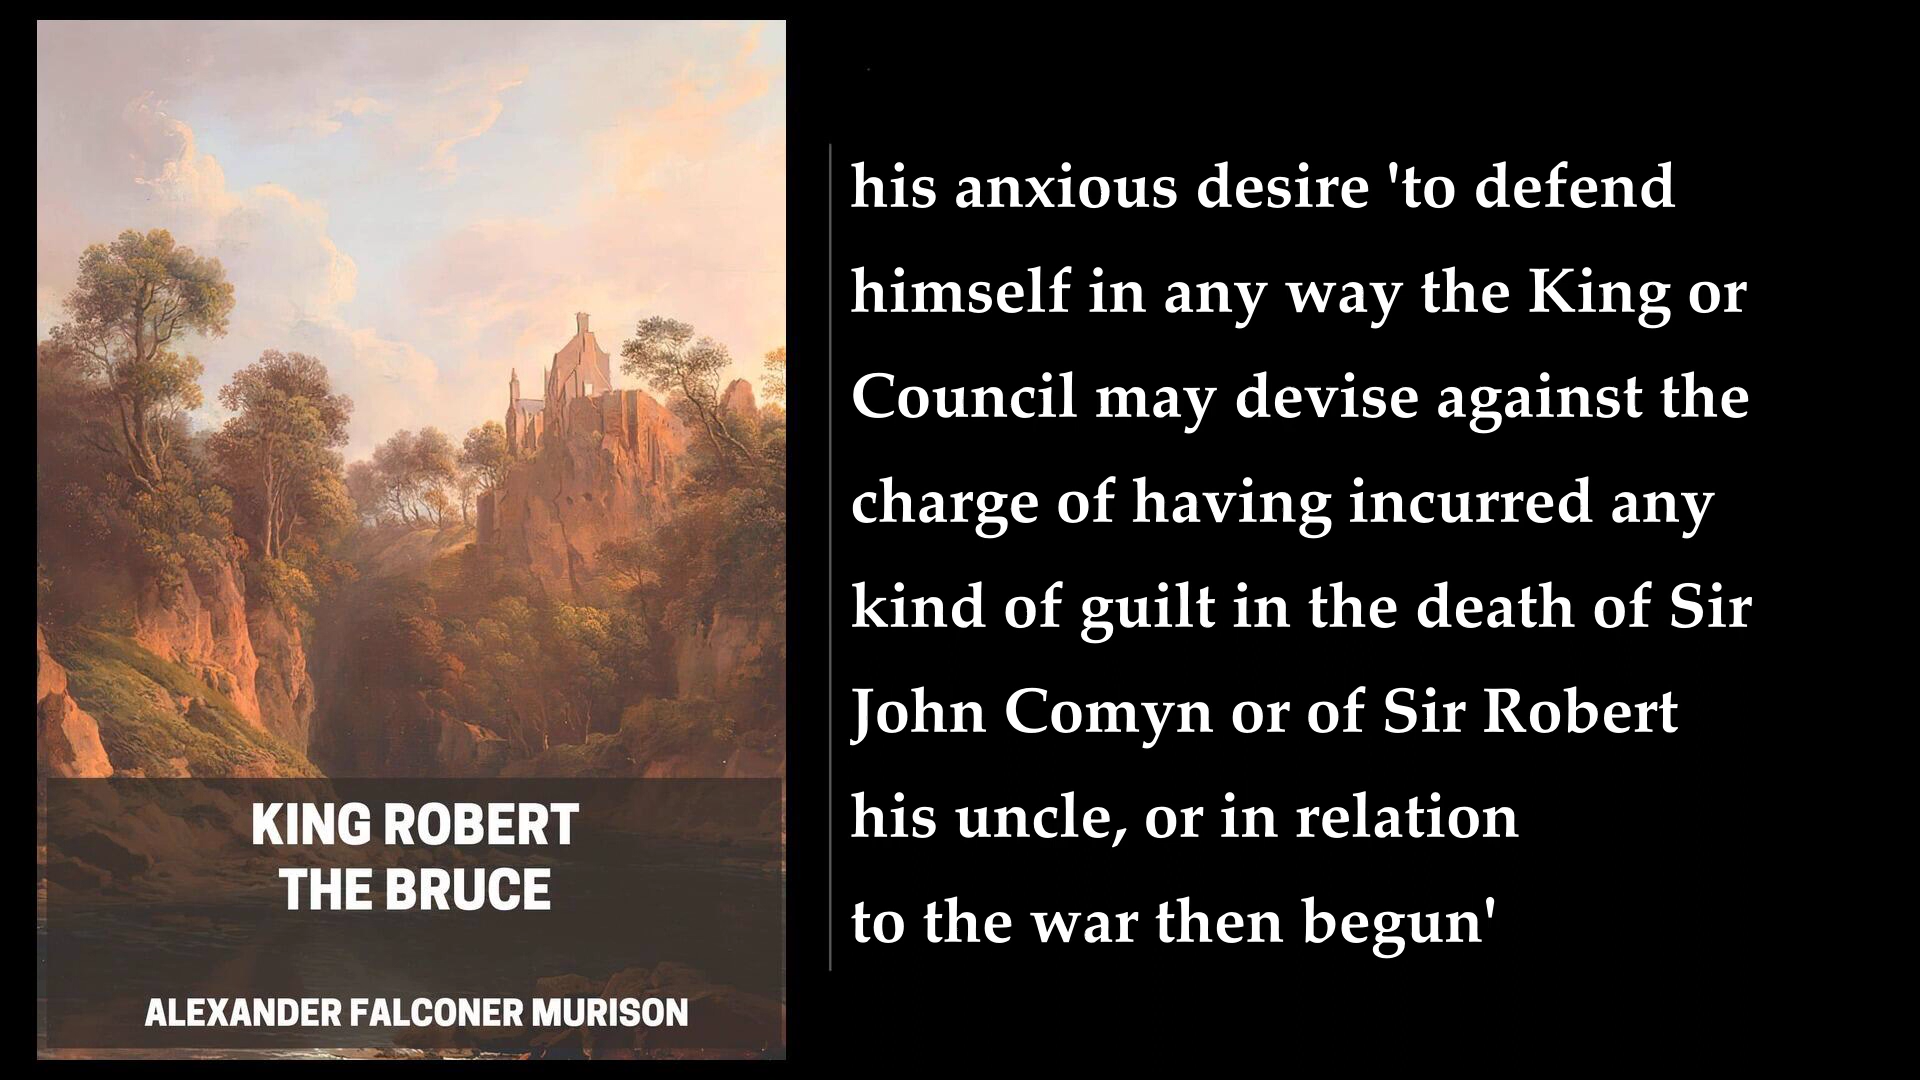 KING ROBERT
THE BRUCE
ALEXANDER FALCONER MURISON
his anxious desire 'to defend
himself in any way the King or
Council may devise against the
charge of having incurred any
kind of guilt in the death of Sir
John Comyn or of Sir Robert
his uncle, or in relation
to the war then begun'